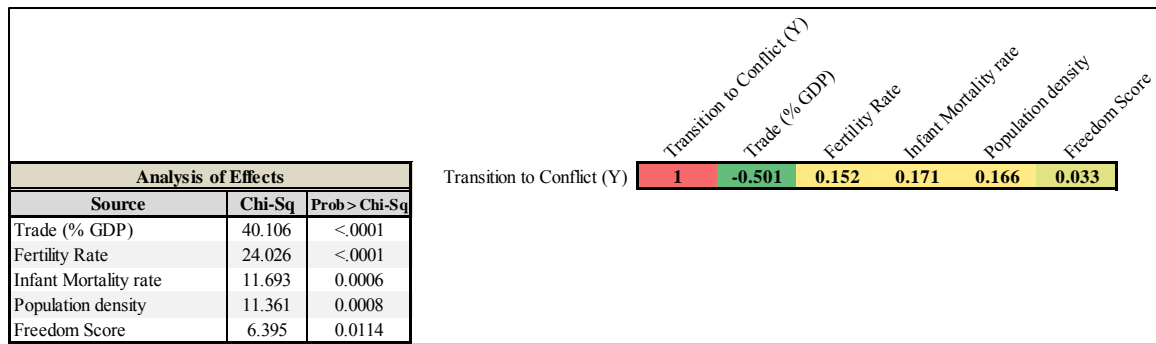 Transition to Conflict (Y)
Trade (% GDP)
Fertility Rate
Infant Mortality rate
Population density
Freedom Score
Transition to Conflict (Y) 1 -0.501 0.152 0.171 0.166 0.033
Analysis of Effects
Source Chi-Sq Prob > Chi-Sq
Trade (% GDP) 40.106 <.0001
Fertility Rate 24.026 <.0001
Infant Mortality rate 11.693 0.0006
Population density 11.361 0.0008
Freedom Score 6.395 0.0114